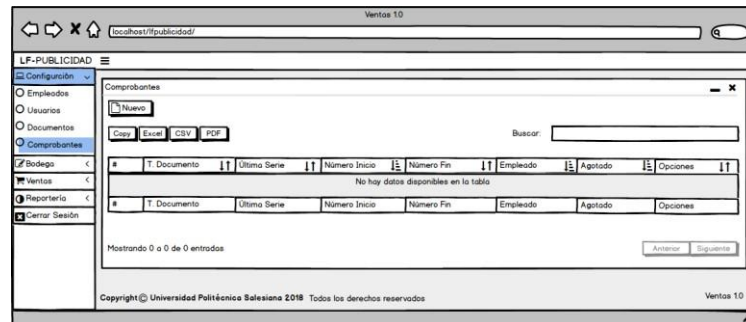 Ventas 1.0
localhost/lfpublicidad/
LF-PUBLICIDAD
Configurción
Empleados
Usuarios
Documentos
Comprobantes
Bodega
Ventas
Reportería
Cerrar Sesión
Comprobantes
Nuevo
Copy Excel CSV PDF
Buscar:
# T. Documento Última Serie Número Inicio Número Fin Empleado Agotado Opciones
No hay datos disponibles en la tabla
# T. Documento Última Serie Número Inicio Número Fin Empleado Agotado Opciones
Mostrando 0 a 0 de 0 entradas
Anterior Siguiente
Copyright © Universidad Politécnica Salesiana 2018 Todos los derechos reservados
Ventas 1.0